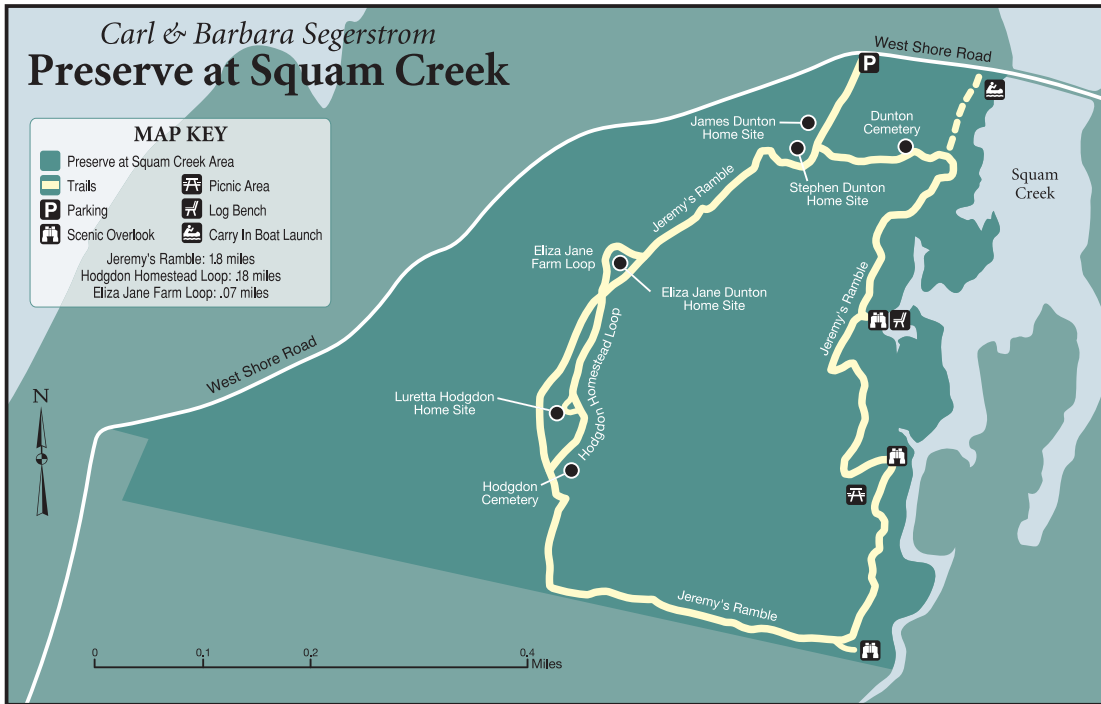 Carl & Barbara Segerstrom
Preserve at Squam Creek
MAP KEY
Preserve at Squam Creek Area
Trails
Picnic Area
P
Parking
Log Bench
Scenic Overlook
Carry In Boat Launch
Jeremy's Ramble: 1.8 miles
Hodgdon Homestead Loop: .18 miles
Eliza Jane Farm Loop: .07 miles
West Shore Road
P
James Dunton
Home Site
Dunton
Cemetery
Stephen Dunton
Home Site
Squam
Creek
Jeremy's Ramble
Eliza Jane
Farm Loop
Eliza Jane Dunton
Home Site
Jeremy's Ramble
Hodgdon Homestead Loop
West Shore Road
Luretta Hodgdon
Home Site
N
Hodgdon
Cemetery
Jeremy's Ramble
0
0.1
0.2
0.4
Miles